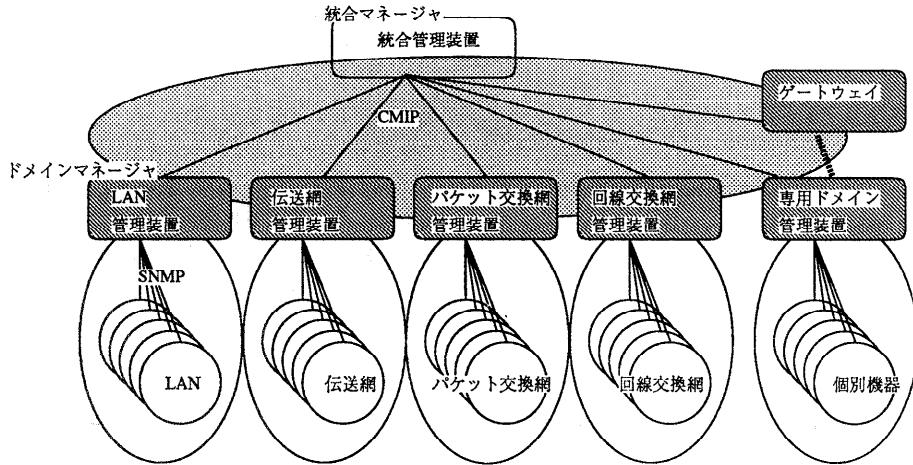 統合マネージャ
統合管理装置
ゲートウェイ
CMIP
ドメインマネージャ
LAN
管理装置
伝送網
管理装置
パケット交換網
管理装置
回線交換網
管理装置
専用ドメイン
管理装置
SNMP
LAN
伝送網
パケット交換網
回線交換網
個別機器